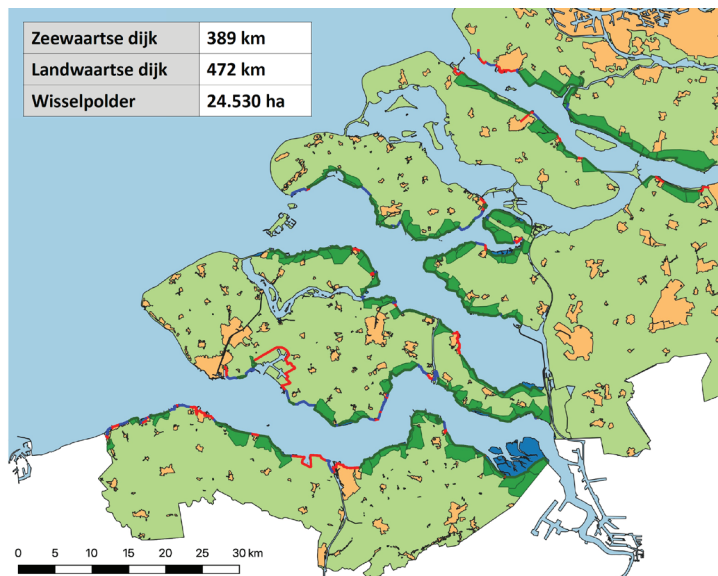 Zeewaartse dijk 389 km
Landwaartse dijk 472 km
Wisselpolder 24.530 ha
0 5 10 15 20 25 30 km